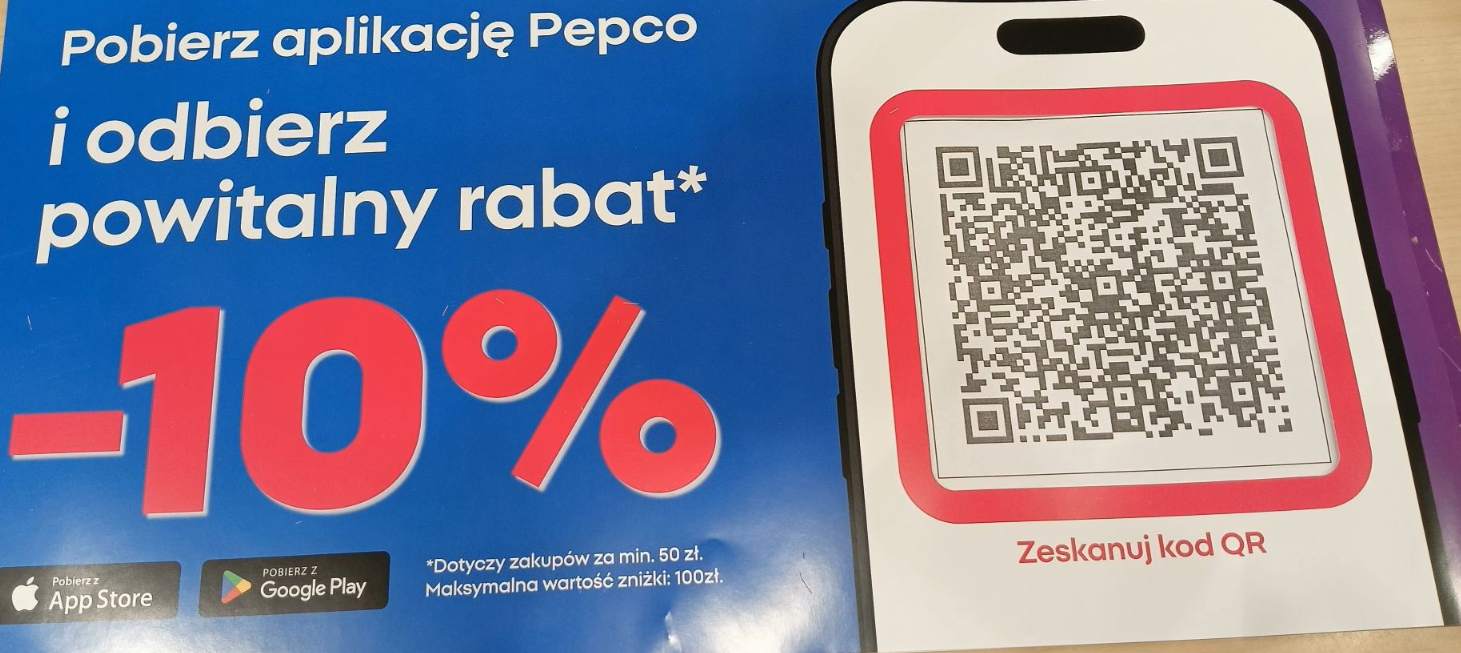 Pobierz aplikację Pepco
i odbierz
powitalny rabat*
-10%
Pobierz z
App Store
POBIERZ Z
Google Play
*Dotyczy zakupów za min. 50 zł.
Maksymalna wartość zniżki: 100zł.
Zeskanuj kod QR